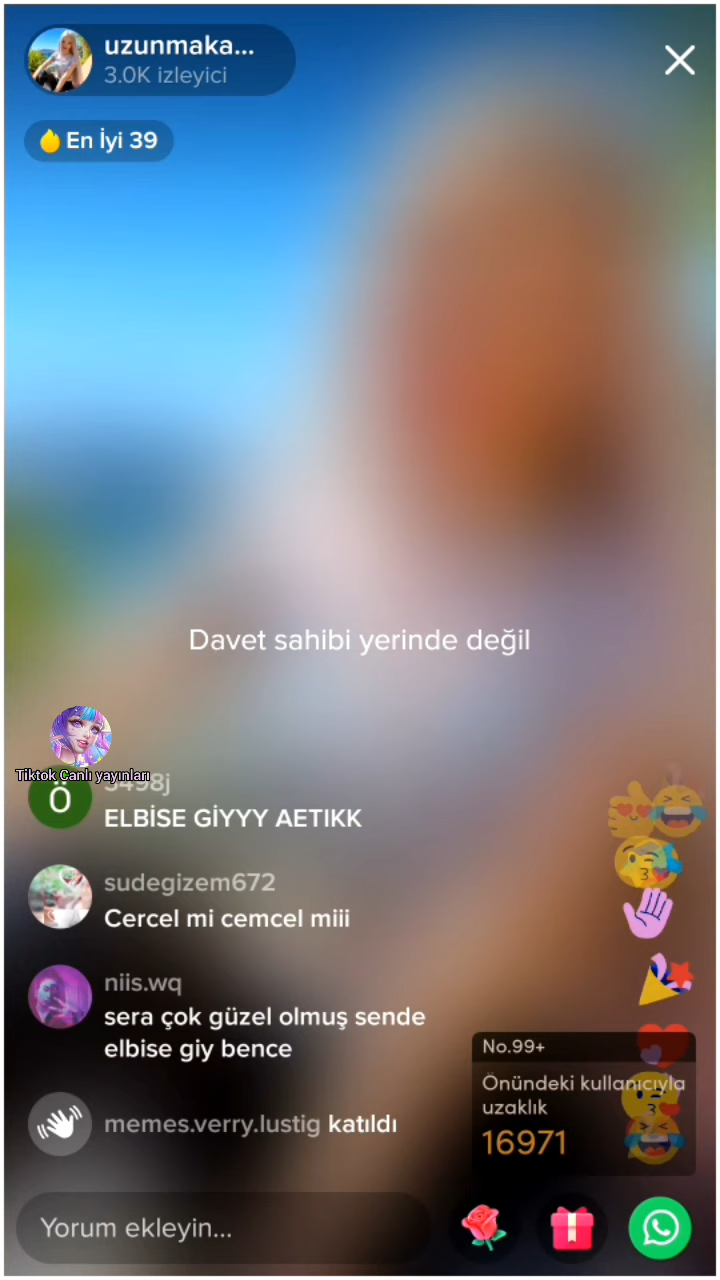 uzunmaka...
3.0K izleyici
En İyi 39
Davet sahibi yerinde değil
Tiktok Canlı yayınları
5498j
Ö
ELBİSE GİYYY AETIKK
sudegizem672
Cercel mi cemcel miii
niis.wq
sera çok güzel olmuş sende
elbise giy bence
memes.verry.lustig katıldı
No.99+
Önündeki kullanıcıyla
uzaklık
16971
Yorum ekleyin...